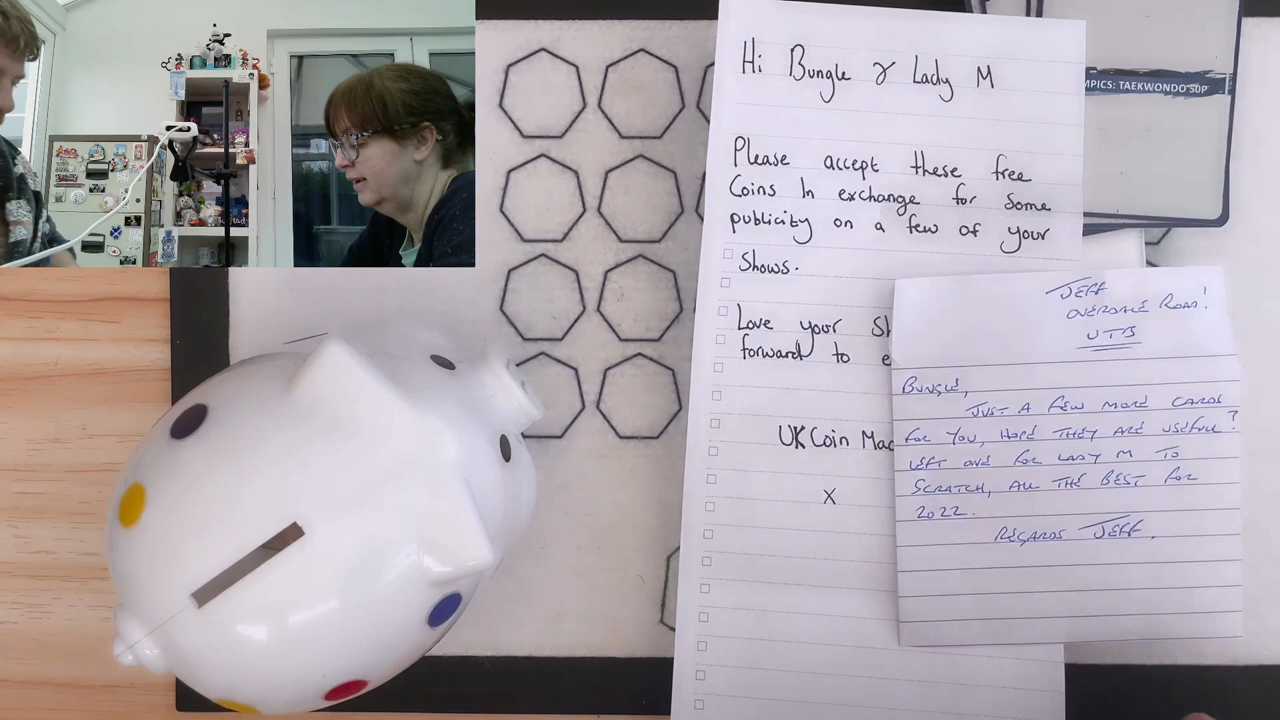 Hi Bungle & Lady M
Please accept these free
Coins In exchange for Some
publicity on a few of your
Shows.
Love your
forward to
UK Coin
X
MPICS: TAEKWONDO 50P
JEFF
OVERDALE ROAD!
UTB
BUNGLE,
JUST A FEW MORE CARDS
FOR YOU, HOPE THEY ARE USEFUL?
LEFT ONE FOR LADY M TO
SCRATCH, ALL THE BEST FOR
2022.
REGARDS JEFF.